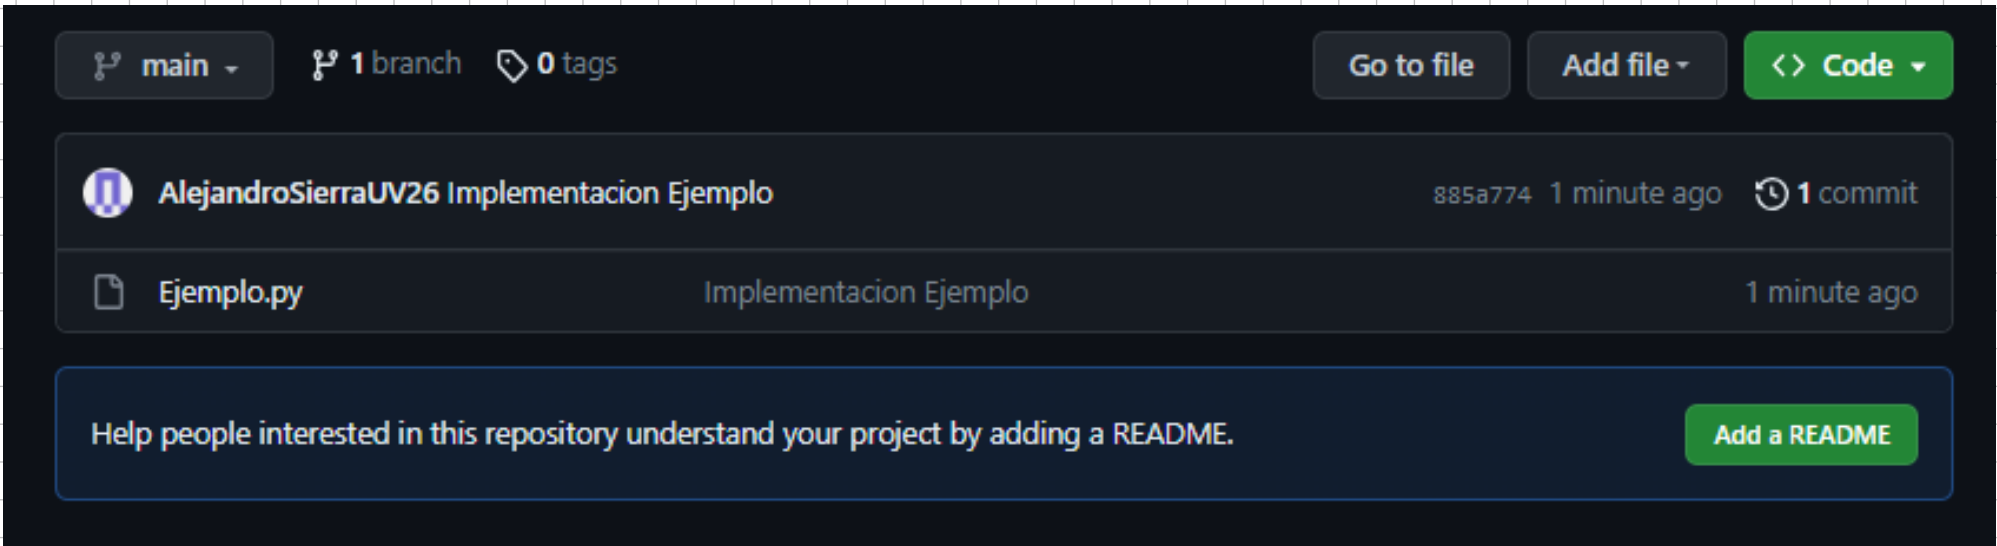 main 1 branch 0 tags Go to file Add file Code
AlejandroSierraUV26 Implementacion Ejemplo 885a774 1 minute ago 1 commit
Ejemplo.py Implementacion Ejemplo 1 minute ago
Help people interested in this repository understand your project by adding a README. Add a README